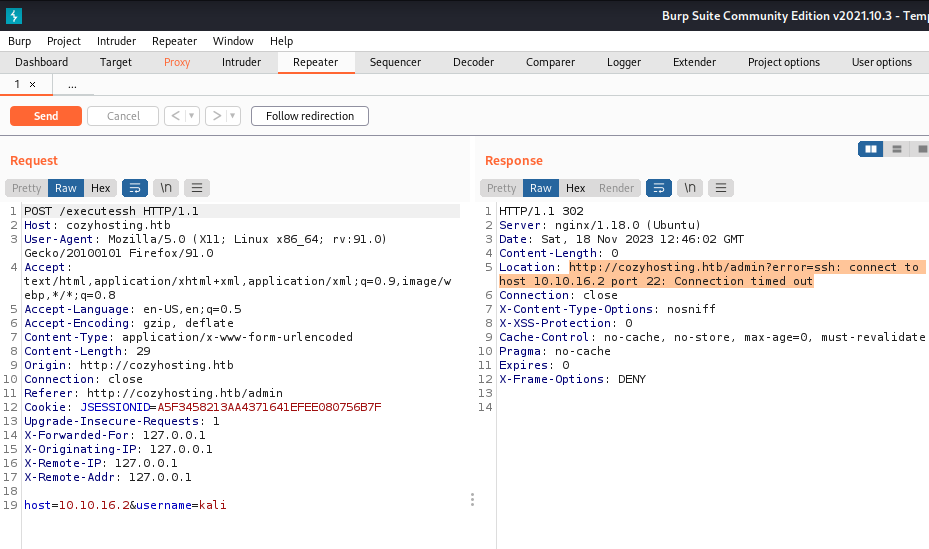 Burp Suite Community Edition v2021.10.3 - Temp
Burp Project Intruder Repeater Window Help
Dashboard Target Proxy Intruder Repeater Sequencer Decoder Comparer Logger Extender Project options User options
1 × ...
Send Cancel < > Follow redirection
Request
Pretty Raw Hex \n
1 POST /executessh HTTP/1.1
2 Host: cozyhosting.htb
3 User-Agent: Mozilla/5.0 (X11; Linux x86_64; rv:91.0)
Gecko/20100101 Firefox/91.0
4 Accept:
text/html,application/xhtml+xml,application/xml;q=0.9,image/w
ebp,*/*;q=0.8
5 Accept-Language: en-US,en;q=0.5
6 Accept-Encoding: gzip, deflate
7 Content-Type: application/x-www-form-urlencoded
8 Content-Length: 29
9 Origin: http://cozyhosting.htb
10 Connection: close
11 Referer: http://cozyhosting.htb/admin
12 Cookie: JSESSIONID=A5F3458213AA4371641EFEE080756B7F
13 Upgrade-Insecure-Requests: 1
14 X-Forwarded-For: 127.0.0.1
15 X-Originating-IP: 127.0.0.1
16 X-Remote-IP: 127.0.0.1
17 X-Remote-Addr: 127.0.0.1
18
19 host=10.10.16.2&username=kali
Response
Pretty Raw Hex Render \n
1 HTTP/1.1 302
2 Server: nginx/1.18.0 (Ubuntu)
3 Date: Sat, 18 Nov 2023 12:46:02 GMT
4 Content-Length: 0
5 Location: http://cozyhosting.htb/admin?error=ssh: connect to
host 10.10.16.2 port 22: Connection timed out
6 Connection: close
7 X-Content-Type-Options: nosniff
8 X-XSS-Protection: 0
9 Cache-Control: no-cache, no-store, max-age=0, must-revalidate
10 Pragma: no-cache
11 Expires: 0
12 X-Frame-Options: DENY
13
14